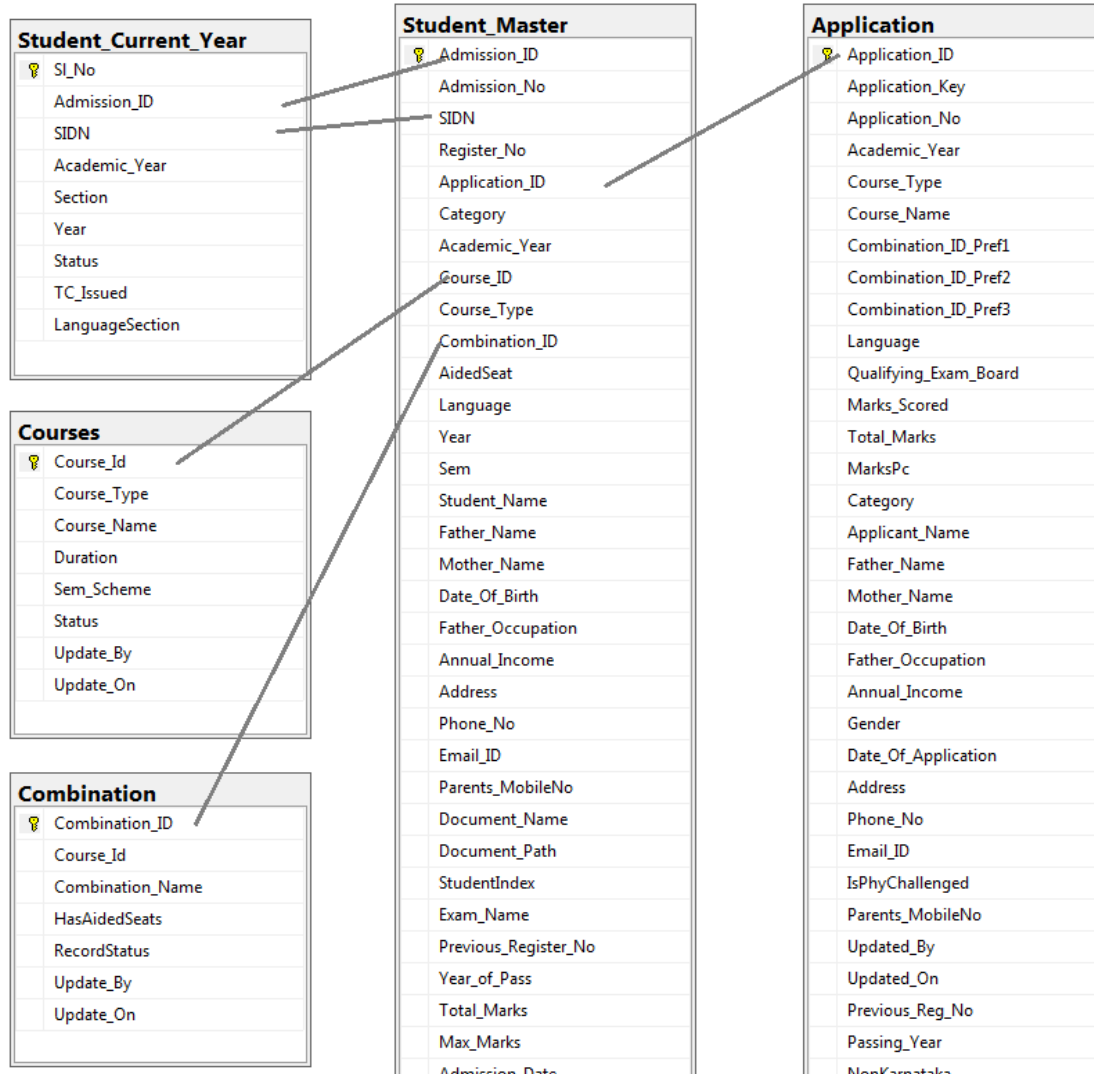 Student_Current_Year
Sl_No
Admission_ID
SIDN
Academic_Year
Section
Year
Status
TC_Issued
LanguageSection
Courses
Course_Id
Course_Type
Course_Name
Duration
Sem_Scheme
Status
Update_By
Update_On
Combination
Combination_ID
Course_Id
Combination_Name
HasAidedSeats
RecordStatus
Update_By
Update_On
Student_Master
Admission_ID
Admission_No
SIDN
Register_No
Application_ID
Category
Academic_Year
Course_ID
Course_Type
Combination_ID
AidedSeat
Language
Year
Sem
Student_Name
Father_Name
Mother_Name
Date_Of_Birth
Father_Occupation
Annual_Income
Address
Phone_No
Email_ID
Parents_MobileNo
Document_Name
Document_Path
StudentIndex
Exam_Name
Previous_Register_No
Year_of_Pass
Total_Marks
Max_Marks
Admission_Date
Application
Application_ID
Application_Key
Application_No
Academic_Year
Course_Type
Course_Name
Combination_ID_Pref1
Combination_ID_Pref2
Combination_ID_Pref3
Language
Qualifying_Exam_Board
Marks_Scored
Total_Marks
MarksPc
Category
Applicant_Name
Father_Name
Mother_Name
Date_Of_Birth
Father_Occupation
Annual_Income
Gender
Date_Of_Application
Address
Phone_No
Email_ID
IsPhyChallenged
Parents_MobileNo
Updated_By
Updated_On
Previous_Reg_No
Passing_Year
NonKarnataka